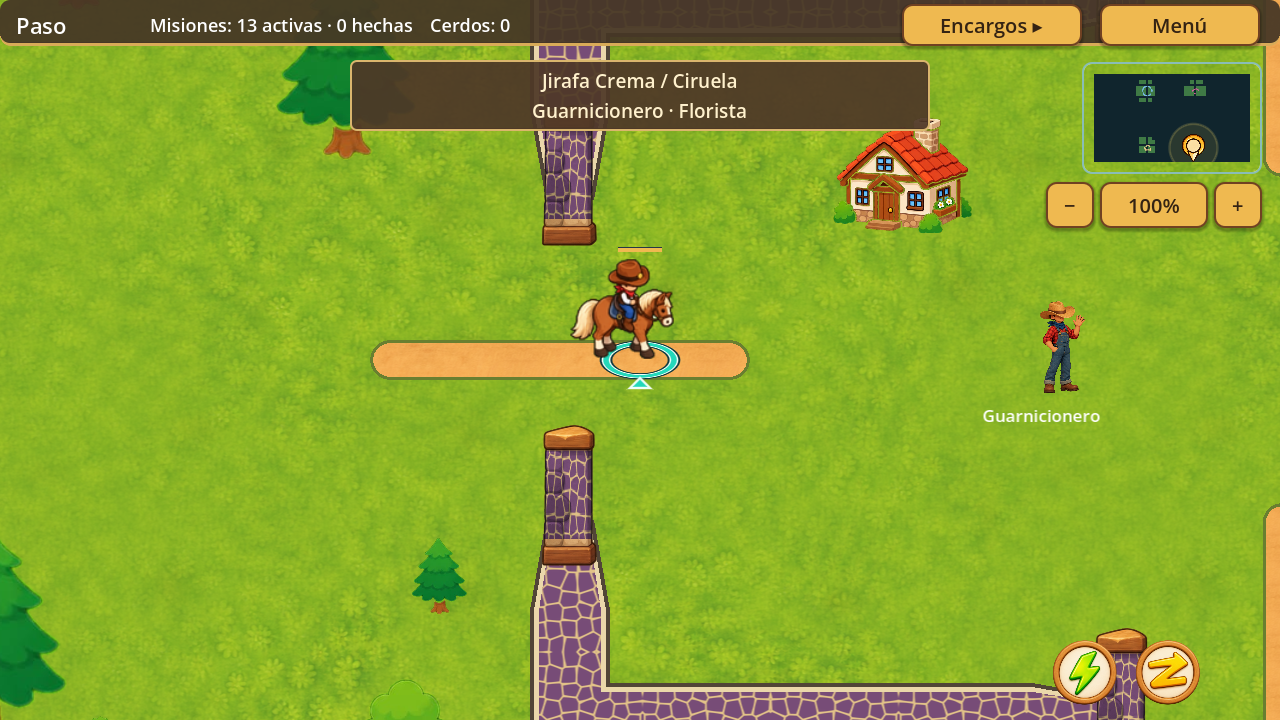 Paso
Misiones: 13 activas · 0 hechas
Cerdos: 0
Encargos ▸
Menú
Jirafa Crema / Ciruela
Guarnicionero · Florista
−
100%
+
Guarnicionero